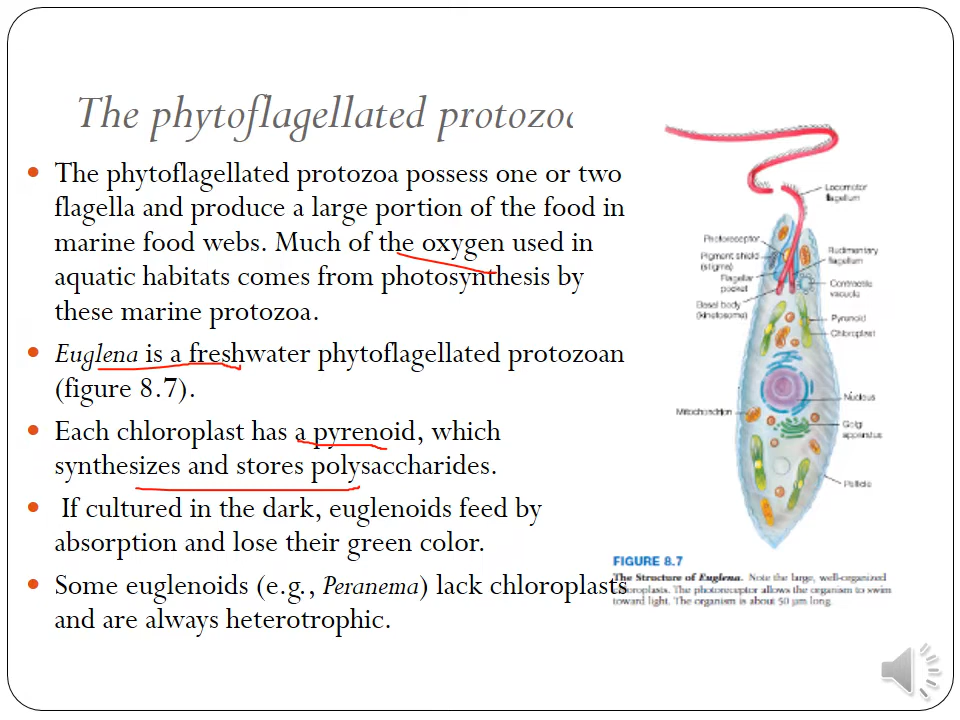 The phytoflagellated protozoa
The phytoflagellated protozoa possess one or two
flagella and produce a large portion of the food in
marine food webs. Much of the oxygen used in
aquatic habitats comes from photosynthesis by
these marine protozoa.
Euglena is a freshwater phytoflagellated protozoan
(figure 8.7).
Each chloroplast has a pyrenoid, which
synthesizes and stores polysaccharides.
If cultured in the dark, euglenoids feed by
absorption and lose their green color.
Some euglenoids (e.g., Peranema) lack chloroplasts
and are always heterotrophic.
Locomotor
flagellum
Photoreceptor
Pigment shield
(stigma)
Flagellar
pocket
Basal body
(kinetosome)
Rudimentary
flagellum
Contractile
vacuole
Pyrenoid
Chloroplast
Nucleus
Mitochondrion
Golgi
apparatus
Pellicle
FIGURE 8.7
The Structure of Euglena. Note the large, well-organized
chloroplasts. The photoreceptor allows the organism to swim
toward light. The organism is about 50 μm long.